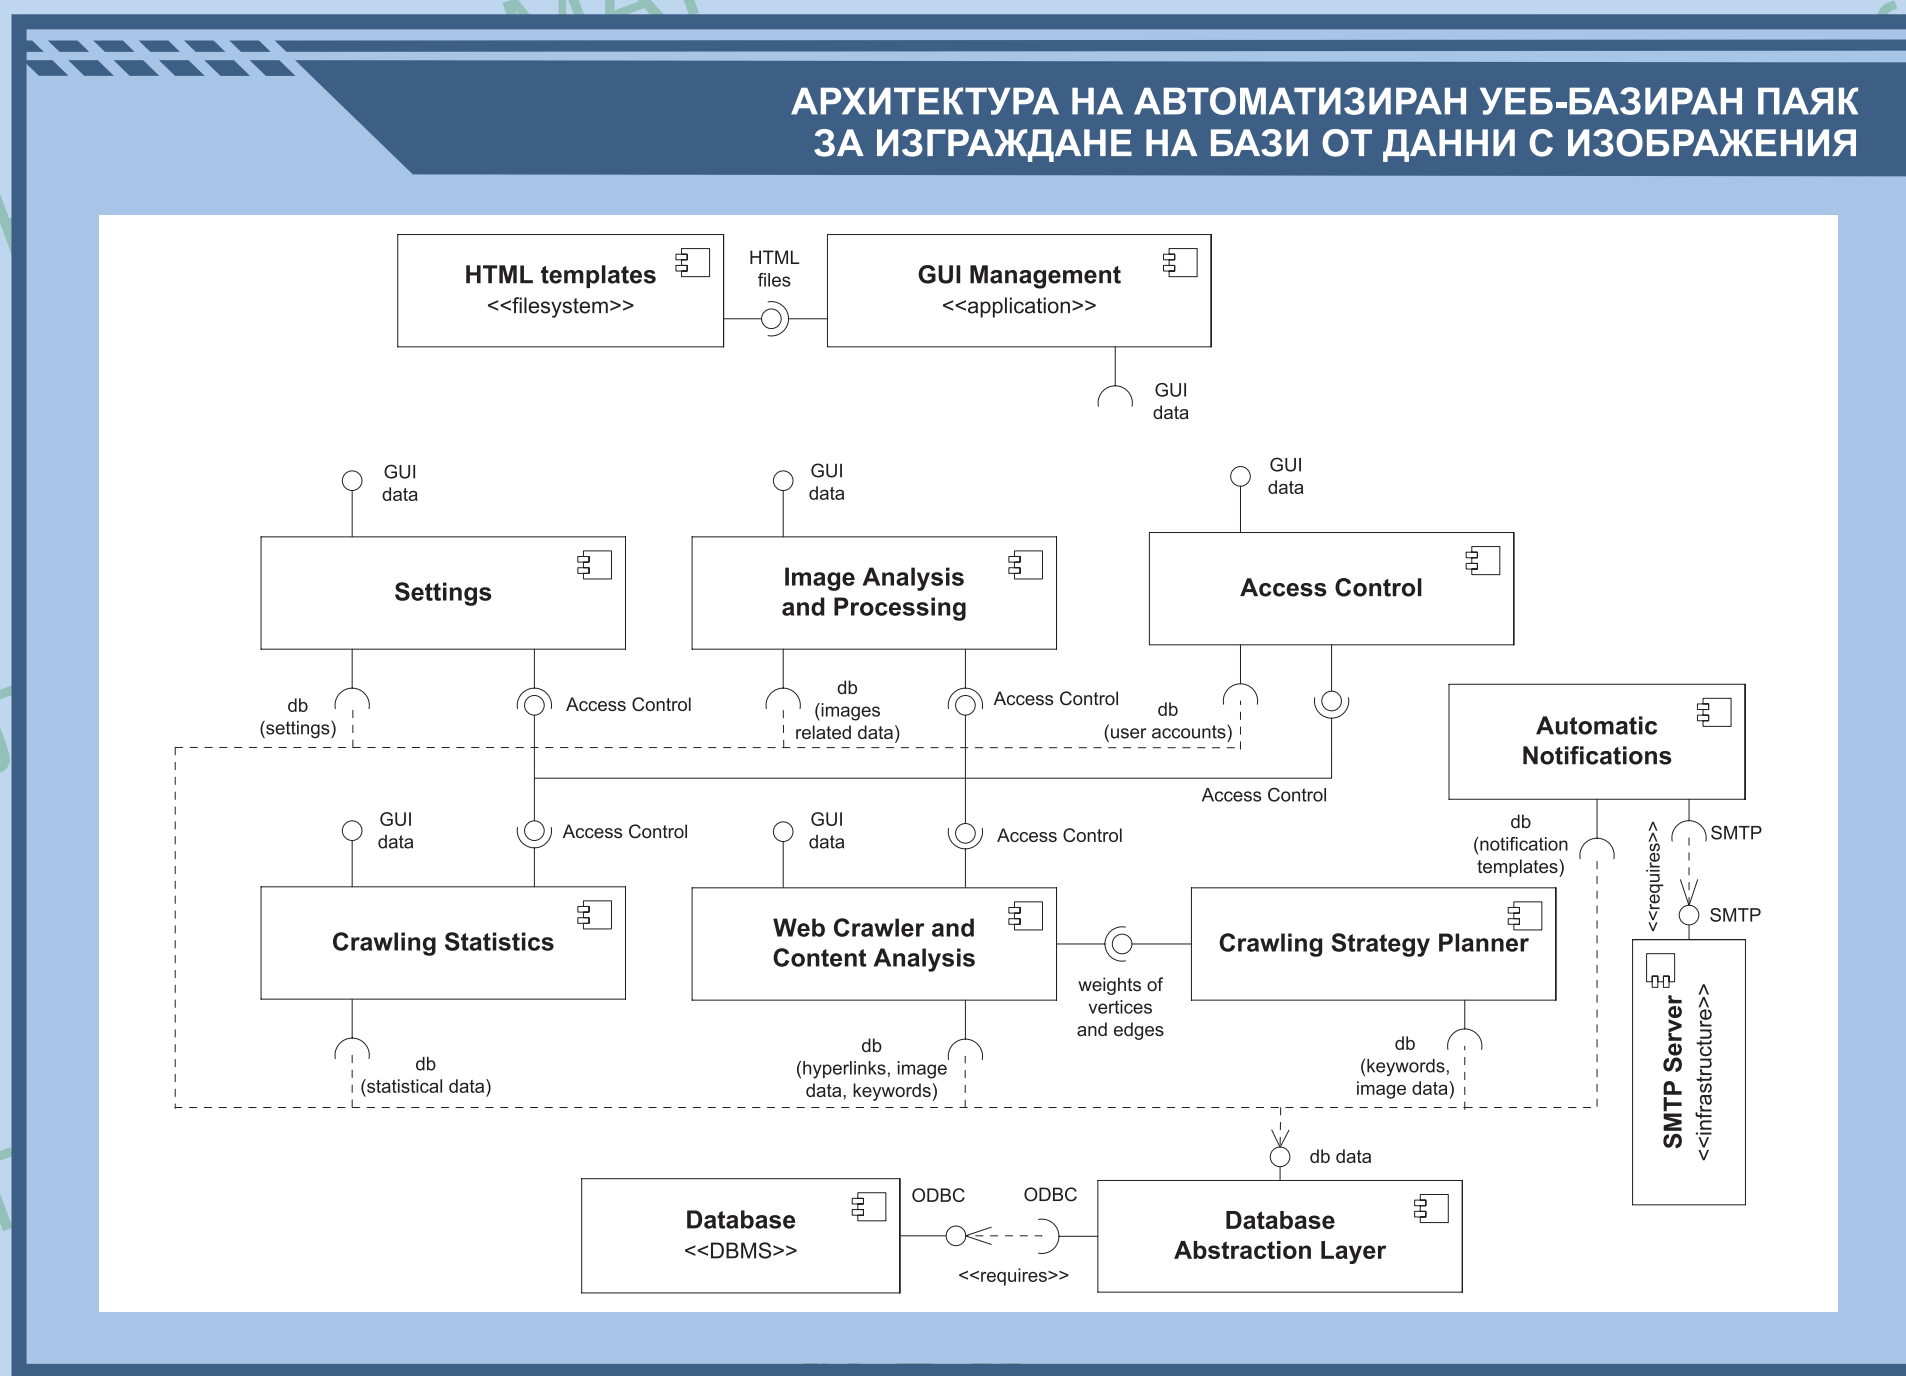 АРХИТЕКТУРА НА АВТОМАТИЗИРАН УЕБ-БАЗИРАН ПАЯК
ЗА ИЗГРАЖДАНЕ НА БАЗИ ОТ ДАННИ С ИЗОБРАЖЕНИЯ
HTML templates
<<filesystem>>
HTML
files
GUI Management
<<application>>
GUI
data
GUI
data
GUI
data
GUI
data
Settings
Image Analysis
and Processing
Access Control
db
(settings)
Access Control
db
(images
related data)
Access Control
db
(user accounts)
Access Control
Automatic
Notifications
GUI
data
Access Control
GUI
data
Access Control
db
(notification
templates)
<<requires>>
SMTP
SMTP
Crawling Statistics
Web Crawler and
Content Analysis
weights of
vertices
and edges
Crawling Strategy Planner
SMTP Server
<<infrastructure>>
db
(statistical data)
db
(hyperlinks, image
data, keywords)
db
(keywords,
image data)
db data
Database
<<DBMS>>
ODBC
ODBC
<<requires>>
Database
Abstraction Layer